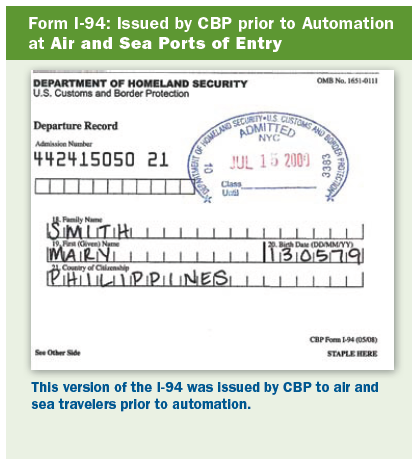 Form I-94: Issued by CBP prior to Automation
at Air and Sea Ports of Entry
DEPARTMENT OF HOMELAND SECURITY
U.S. Customs and Border Protection
OMB No. 1651-0111
Departure Record
Admission Number
442415050 21
DEPARTMENT OF HOMELAND SECURITY • U.S. CUSTOMS AND BORDER PROTECTION
ADMITTED
NYC
10
JUL 15 2009
3383
Class
Until
18. Family Name
SMITH
19. First (Given) Name
20. Birth Date (DD/MM/YY)
MARY
130579
21. Country of Citizenship
PHILIPPINES
CBP Form I-94 (05/08)
See Other Side
STAPLE HERE
This version of the I-94 was issued by CBP to air and
sea travelers prior to automation.